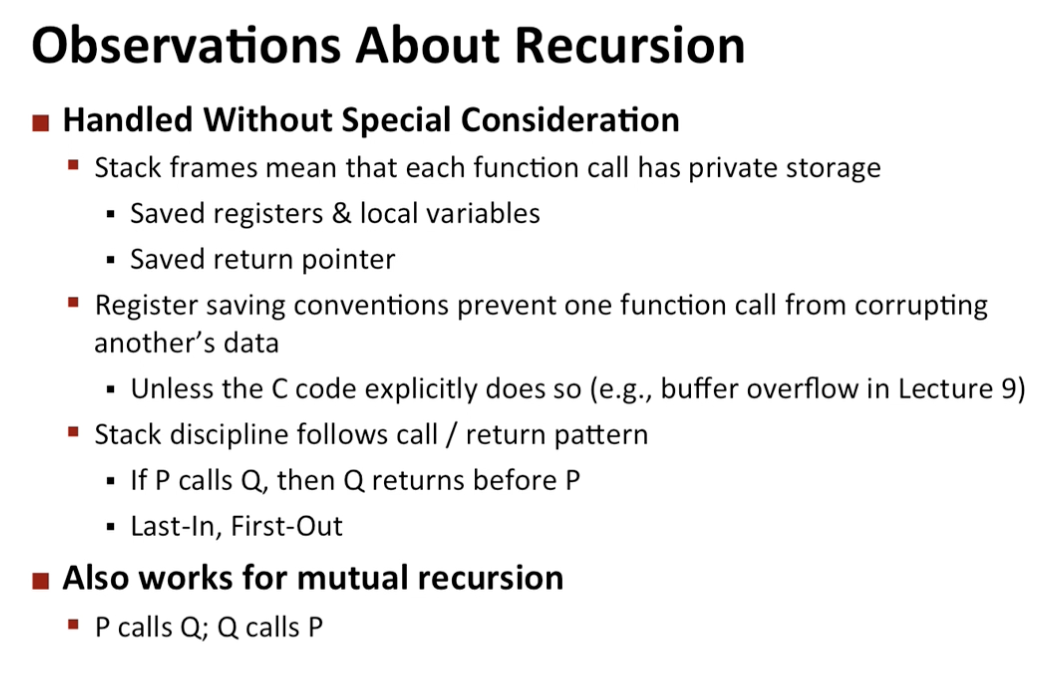 Observations About Recursion
Handled Without Special Consideration
Stack frames mean that each function call has private storage
Saved registers & local variables
Saved return pointer
Register saving conventions prevent one function call from corrupting
another’s data
Unless the C code explicitly does so (e.g., buffer overflow in Lecture 9)
Stack discipline follows call / return pattern
If P calls Q, then Q returns before P
Last-In, First-Out
Also works for mutual recursion
P calls Q; Q calls P